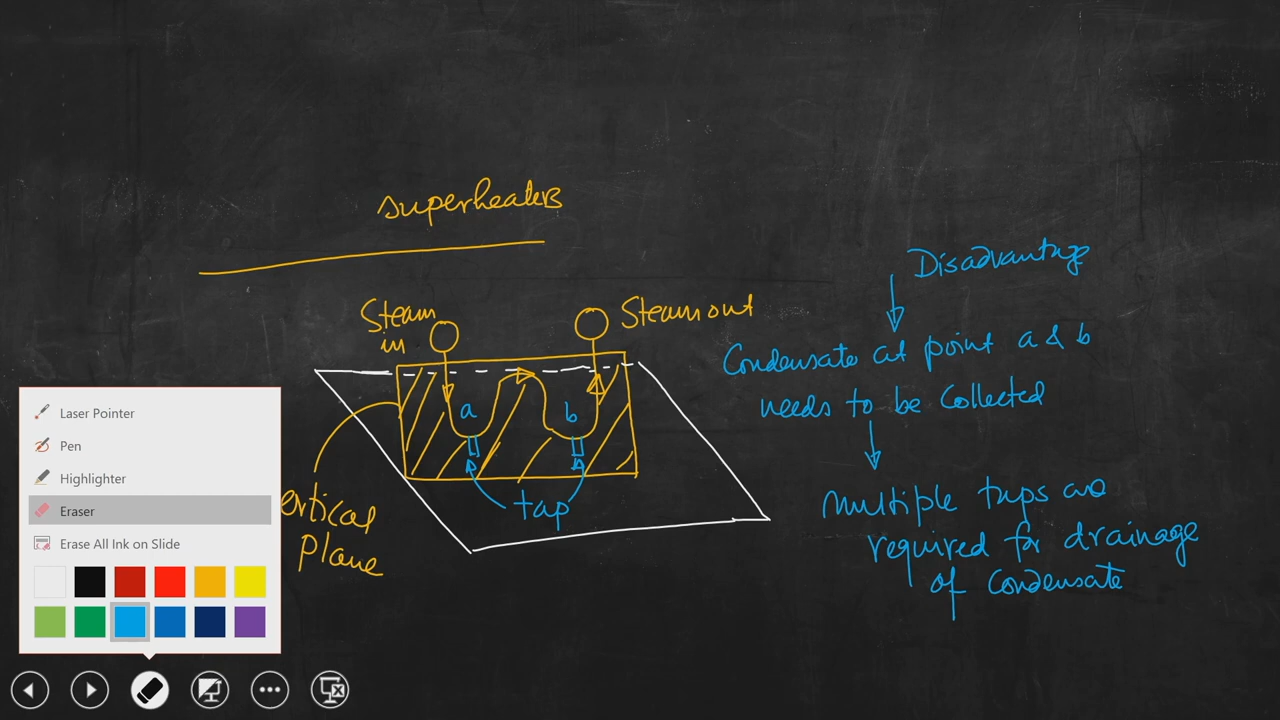 superheaters
Disadvantage
Steam
in
Steam out
Condensate at point a & b
needs to be collected
a
b
Laser Pointer
Pen
Highlighter
Eraser
Erase All Ink on Slide
ertical
plane
tap
multiple taps are
required for drainage
of condensate